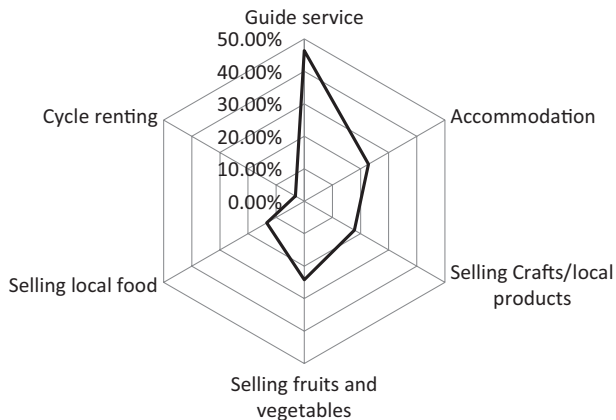 Guide service
50.00%
40.00%
Cycle renting
30.00%
Accommodation
20.00%
10.00%
0.00%
Selling local food
Selling Crafts/local
products
Selling fruits and
vegetables